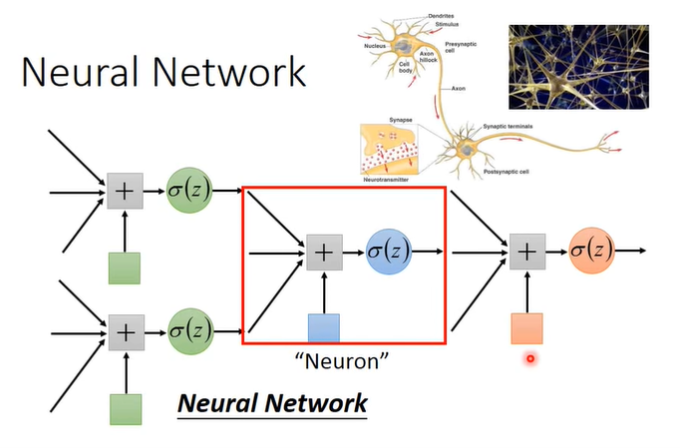 Neural Network
Dendrites
Stimulus
Nucleus
Presynaptic
cell
Axon
hillock
Cell
body
Axon
Synapse
Synaptic terminals
Postsynaptic cell
Neurotransmitter
+
σ(z)
+
σ(z)
+
σ(z)
+
σ(z)
“Neuron”
Neural Network